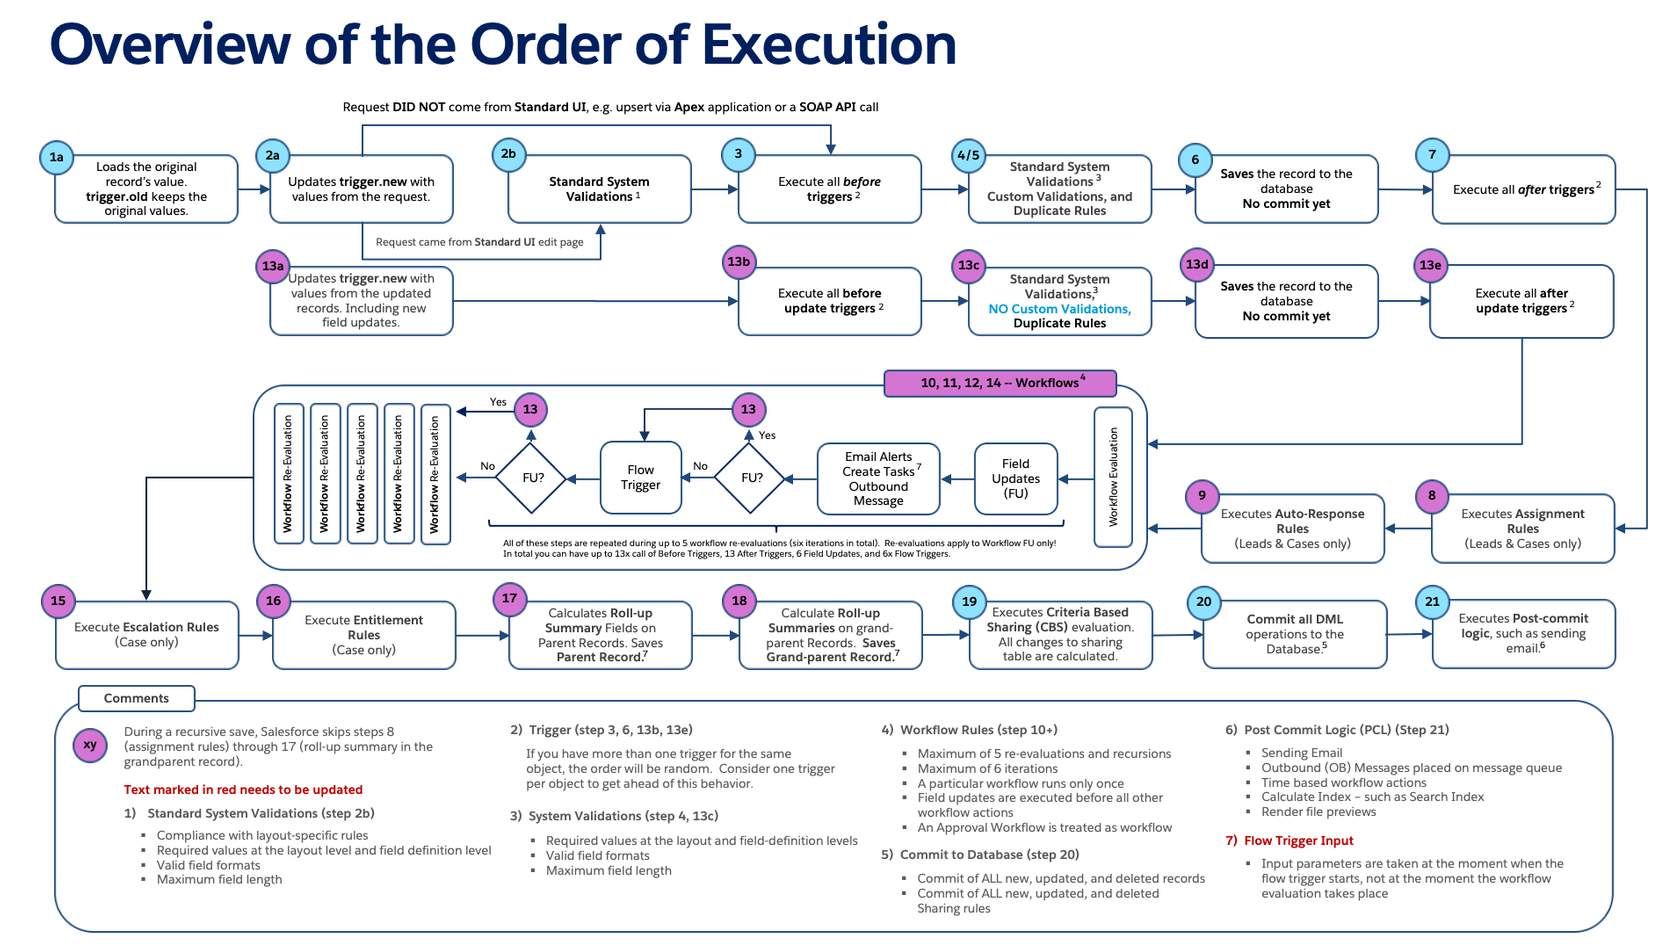 Overview of the Order of Execution
Request DID NOT come from Standard UI, e.g. upsert via Apex application or a SOAP API call
1a
Loads the original
record's value.
trigger.old keeps the
original values.
2a
Updates trigger.new with
values from the request.
2b
Standard System
Validations 1
3
Execute all before
triggers 2
4/5
Standard System
Validations 3
Custom Validations, and
Duplicate Rules
6
Saves the record to the
database
No commit yet
7
Execute all after triggers 2
Request came from Standard UI edit page
13a
Updates trigger.new with
values from the updated
records. Including new
field updates.
13b
Execute all before
update triggers 2
13c
Standard System
Validations,3
NO Custom Validations,
Duplicate Rules
13d
Saves the record to the
database
No commit yet
13e
Execute all after
update triggers 2
10, 11, 12, 14 -- Workflows4
Workflow Re-Evaluation
Workflow Re-Evaluation
Workflow Re-Evaluation
Workflow Re-Evaluation
Workflow Re-Evaluation
Yes
13
No
FU?
Flow
Trigger
13
Yes
No
FU?
Email Alerts
Create Tasks7
Outbound
Message
Field
Updates
(FU)
Workflow Evaluation
All of these steps are repeated during up to 5 workflow re-evaluations (six iterations in total). Re-evaluations apply to Workflow FU only!
In total you can have up to 13x call of Before Triggers, 13 After Triggers, 6 Field Updates, and 6x Flow Triggers.
9
Executes Auto-Response
Rules
(Leads & Cases only)
8
Executes Assignment
Rules
(Leads & Cases only)
15
Execute Escalation Rules
(Case only)
16
Execute Entitlement
Rules
(Case only)
17
Calculates Roll-up
Summary Fields on
Parent Records. Saves
Parent Record.7
18
Calculate Roll-up
Summaries on grand-
parent Records. Saves
Grand-parent Record.7
19
Executes Criteria Based
Sharing (CBS) evaluation.
All changes to sharing
table are calculated.
20
Commit all DML
operations to the
Database.5
21
Executes Post-commit
logic, such as sending
email.6
Comments
xy
During a recursive save, Salesforce skips steps 8
(assignment rules) through 17 (roll-up summary in the
grandparent record).
Text marked in red needs to be updated
1) Standard System Validations (step 2b)
▪ Compliance with layout-specific rules
▪ Required values at the layout level and field definition level
▪ Valid field formats
▪ Maximum field length
2) Trigger (step 3, 6, 13b, 13e)
If you have more than one trigger for the same
object, the order will be random. Consider one trigger
per object to get ahead of this behavior.
3) System Validations (step 4, 13c)
▪ Required values at the layout and field-definition levels
▪ Valid field formats
▪ Maximum field length
4) Workflow Rules (step 10+)
▪ Maximum of 5 re-evaluations and recursions
▪ Maximum of 6 iterations
▪ A particular workflow runs only once
▪ Field updates are executed before all other
workflow actions
▪ An Approval Workflow is treated as workflow
5) Commit to Database (step 20)
▪ Commit of ALL new, updated, and deleted records
▪ Commit of ALL new, updated, and deleted
Sharing rules
6) Post Commit Logic (PCL) (Step 21)
▪ Sending Email
▪ Outbound (OB) Messages placed on message queue
▪ Time based workflow actions
▪ Calculate Index – such as Search Index
▪ Render file previews
7) Flow Trigger Input
▪ Input parameters are taken at the moment when the
flow trigger starts, not at the moment the workflow
evaluation takes place